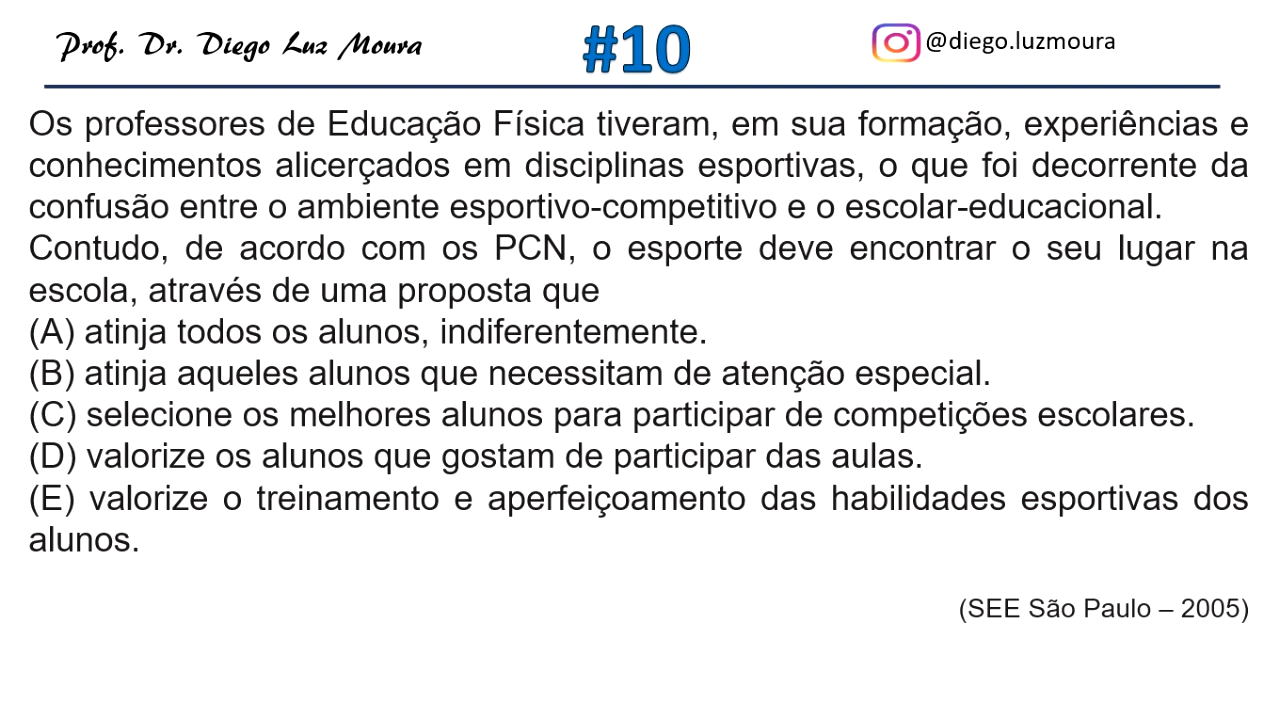 Prof. Dr. Diego Luz Moura
#10
@diego.luzmoura
Os professores de Educação Física tiveram, em sua formação, experiências e
conhecimentos alicerçados em disciplinas esportivas, o que foi decorrente da
confusão entre o ambiente esportivo-competitivo e o escolar-educacional.
Contudo, de acordo com os PCN, o esporte deve encontrar o seu lugar na
escola, através de uma proposta que
(A) atinja todos os alunos, indiferentemente.
(B) atinja aqueles alunos que necessitam de atenção especial.
(C) selecione os melhores alunos para participar de competições escolares.
(D) valorize os alunos que gostam de participar das aulas.
(E) valorize o treinamento e aperfeiçoamento das habilidades esportivas dos
alunos.
(SEE São Paulo – 2005)